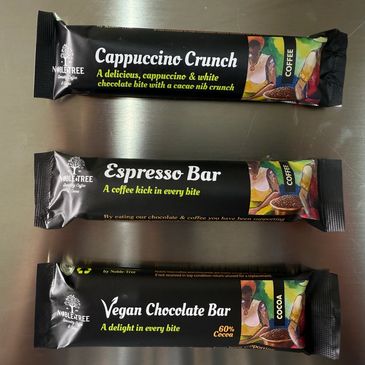 Cappuccino Crunch
A delicious, cappuccino & white
chocolate bite with a cacao nib crunch
COFFEE
NOBLE TREE
Espresso Bar
A coffee kick in every bite
COFFEE
NOBLE TREE
By eating our chocolate & coffee you have been supporting
by Noble Tree
Vegan Chocolate Bar
A delight in every bite
60%
Cocoa
COCOA
NOBLE TREE